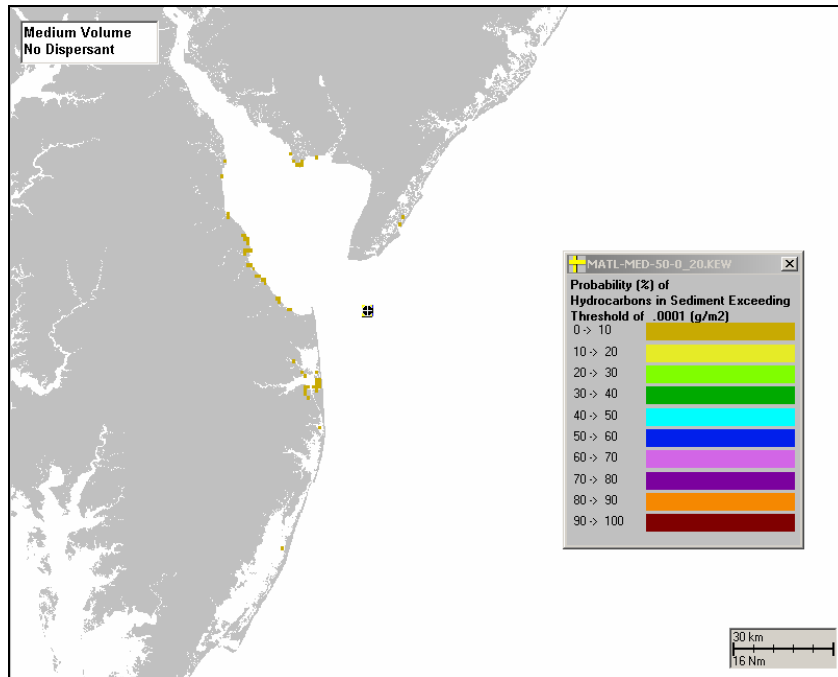 Medium Volume
No Dispersant
MATL-MED-50-0_20.KEW
Probability (%) of
Hydrocarbons in Sediment Exceeding
Threshold of .0001 (g/m2)
0 -> 10
10 -> 20
20 -> 30
30 -> 40
40 -> 50
50 -> 60
60 -> 70
70 -> 80
80 -> 90
90 -> 100
30 km
16 Nm